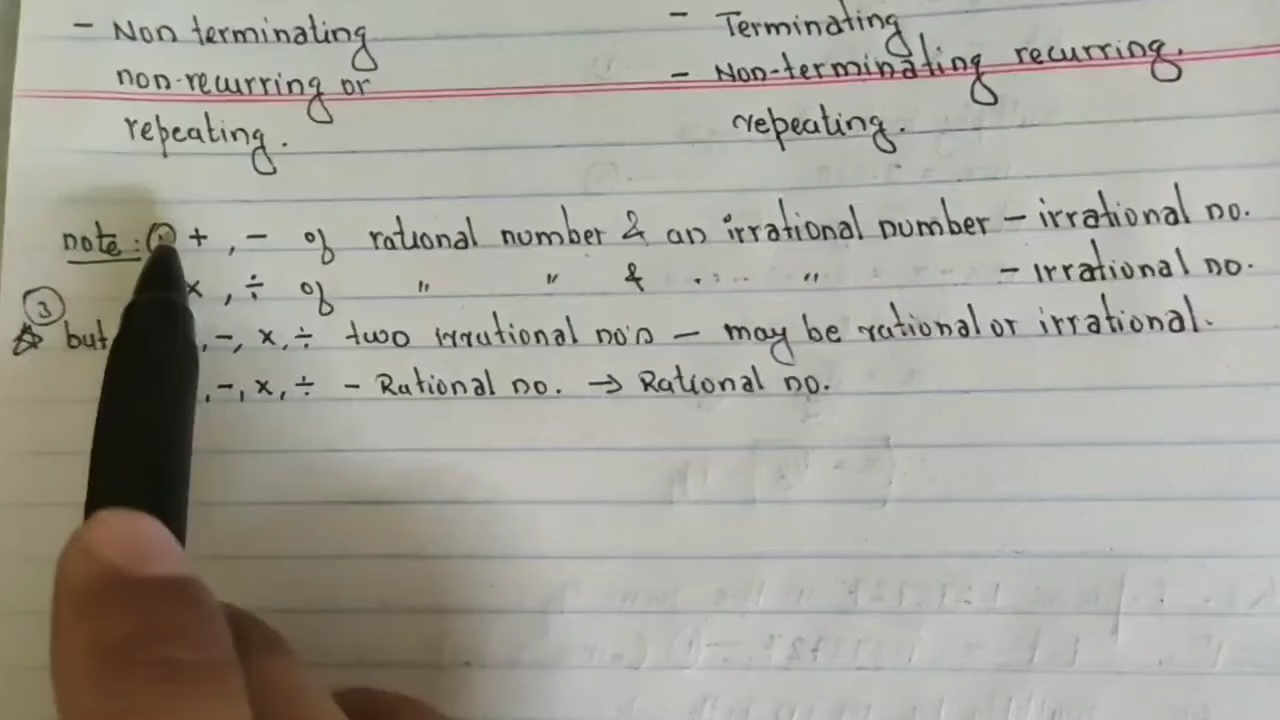 - Non terminating
non-recurring or
repeating.
- Terminating
- Non-terminating recurring.
repeating.
note: +, - of rational number & an irrational number - irrational no.
×, ÷ of " " & " - irrational no.
③
☆ but , -, ×, ÷ two irrational no's - may be rational or irrational.
, -, ×, ÷ - Rational no. → Rational no.